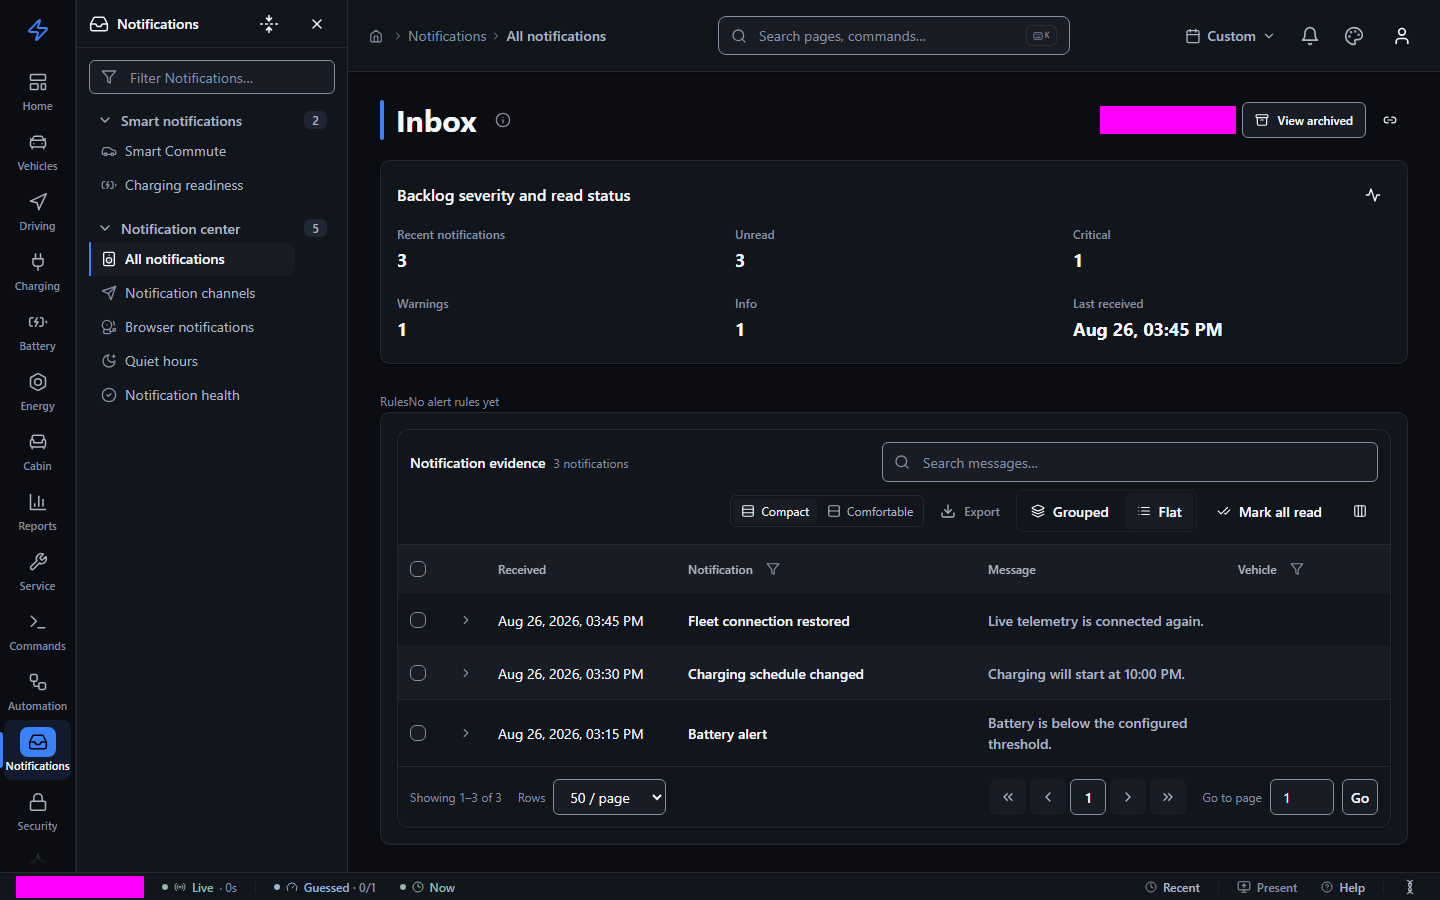 Home
Vehicles
Driving
Charging
Battery
Energy
Cabin
Reports
Service
Commands
Automation
Notifications
Security
Notifications
Filter Notifications...
Smart notifications 2
Smart Commute
Charging readiness
Notification center 5
All notifications
Notification channels
Browser notifications
Quiet hours
Notification health
Notifications All notifications
Search pages, commands...
K
Custom
Inbox
View archived
Backlog severity and read status
Recent notifications Unread Critical
3 3 1
Warnings Info Last received
1 1 Aug 26, 03:45 PM
RulesNo alert rules yet
Notification evidence 3 notifications
Search messages...
Compact Comfortable Export Grouped Flat Mark all read
Received Notification Message Vehicle
Aug 26, 2026, 03:45 PM Fleet connection restored Live telemetry is connected again.
Aug 26, 2026, 03:30 PM Charging schedule changed Charging will start at 10:00 PM.
Aug 26, 2026, 03:15 PM Battery alert Battery is below the configured
threshold.
Showing 1–3 of 3 Rows 50 / page 1 Go to page 1 Go
Live · 0s Guessed · 0/1 Now Recent Present Help